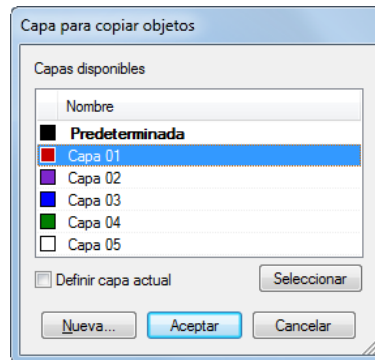 Capa para copiar objetos
Capas disponibles
Nombre
Predeterminada
Capa 01
Capa 02
Capa 03
Capa 04
Capa 05
Definir capa actual
Seleccionar
Nueva...
Aceptar
Cancelar